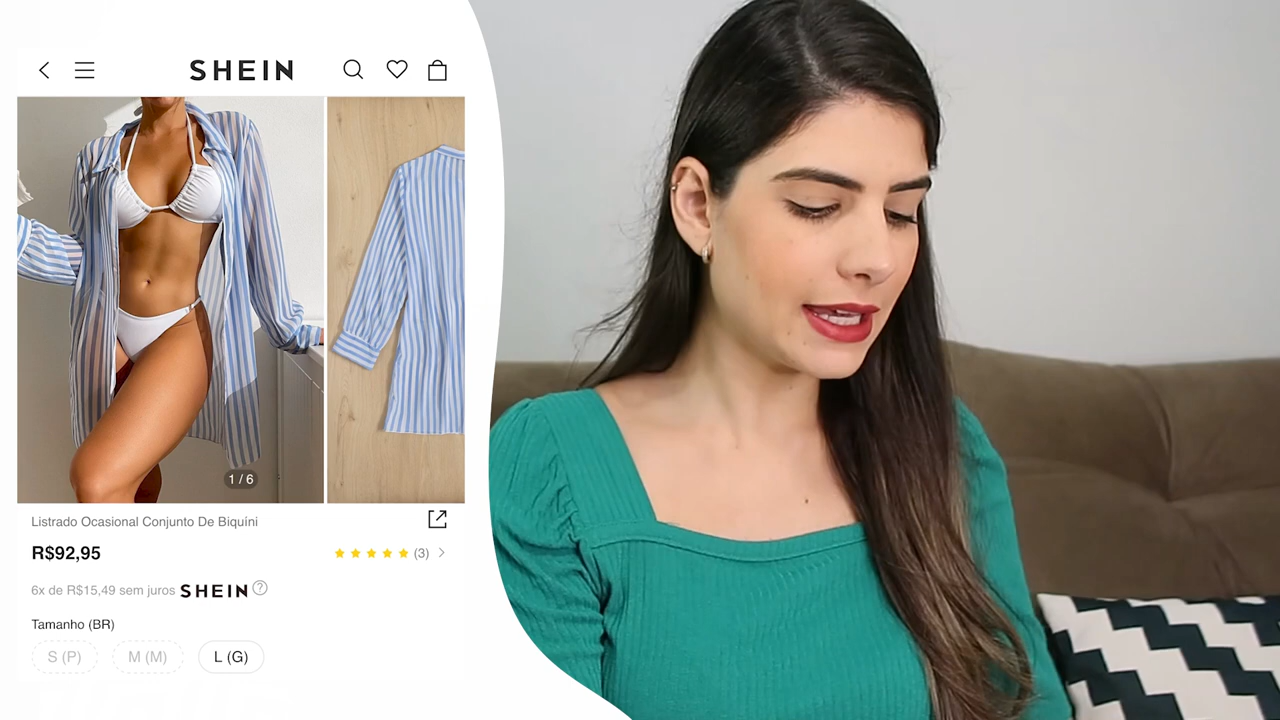 SHEIN
1 / 6
Listrado Ocasional Conjunto De Biquíni
R$92,95
(3)
6x de R$15,49 sem juros SHEIN ?
Tamanho (BR)
S (P) M (M) L (G)